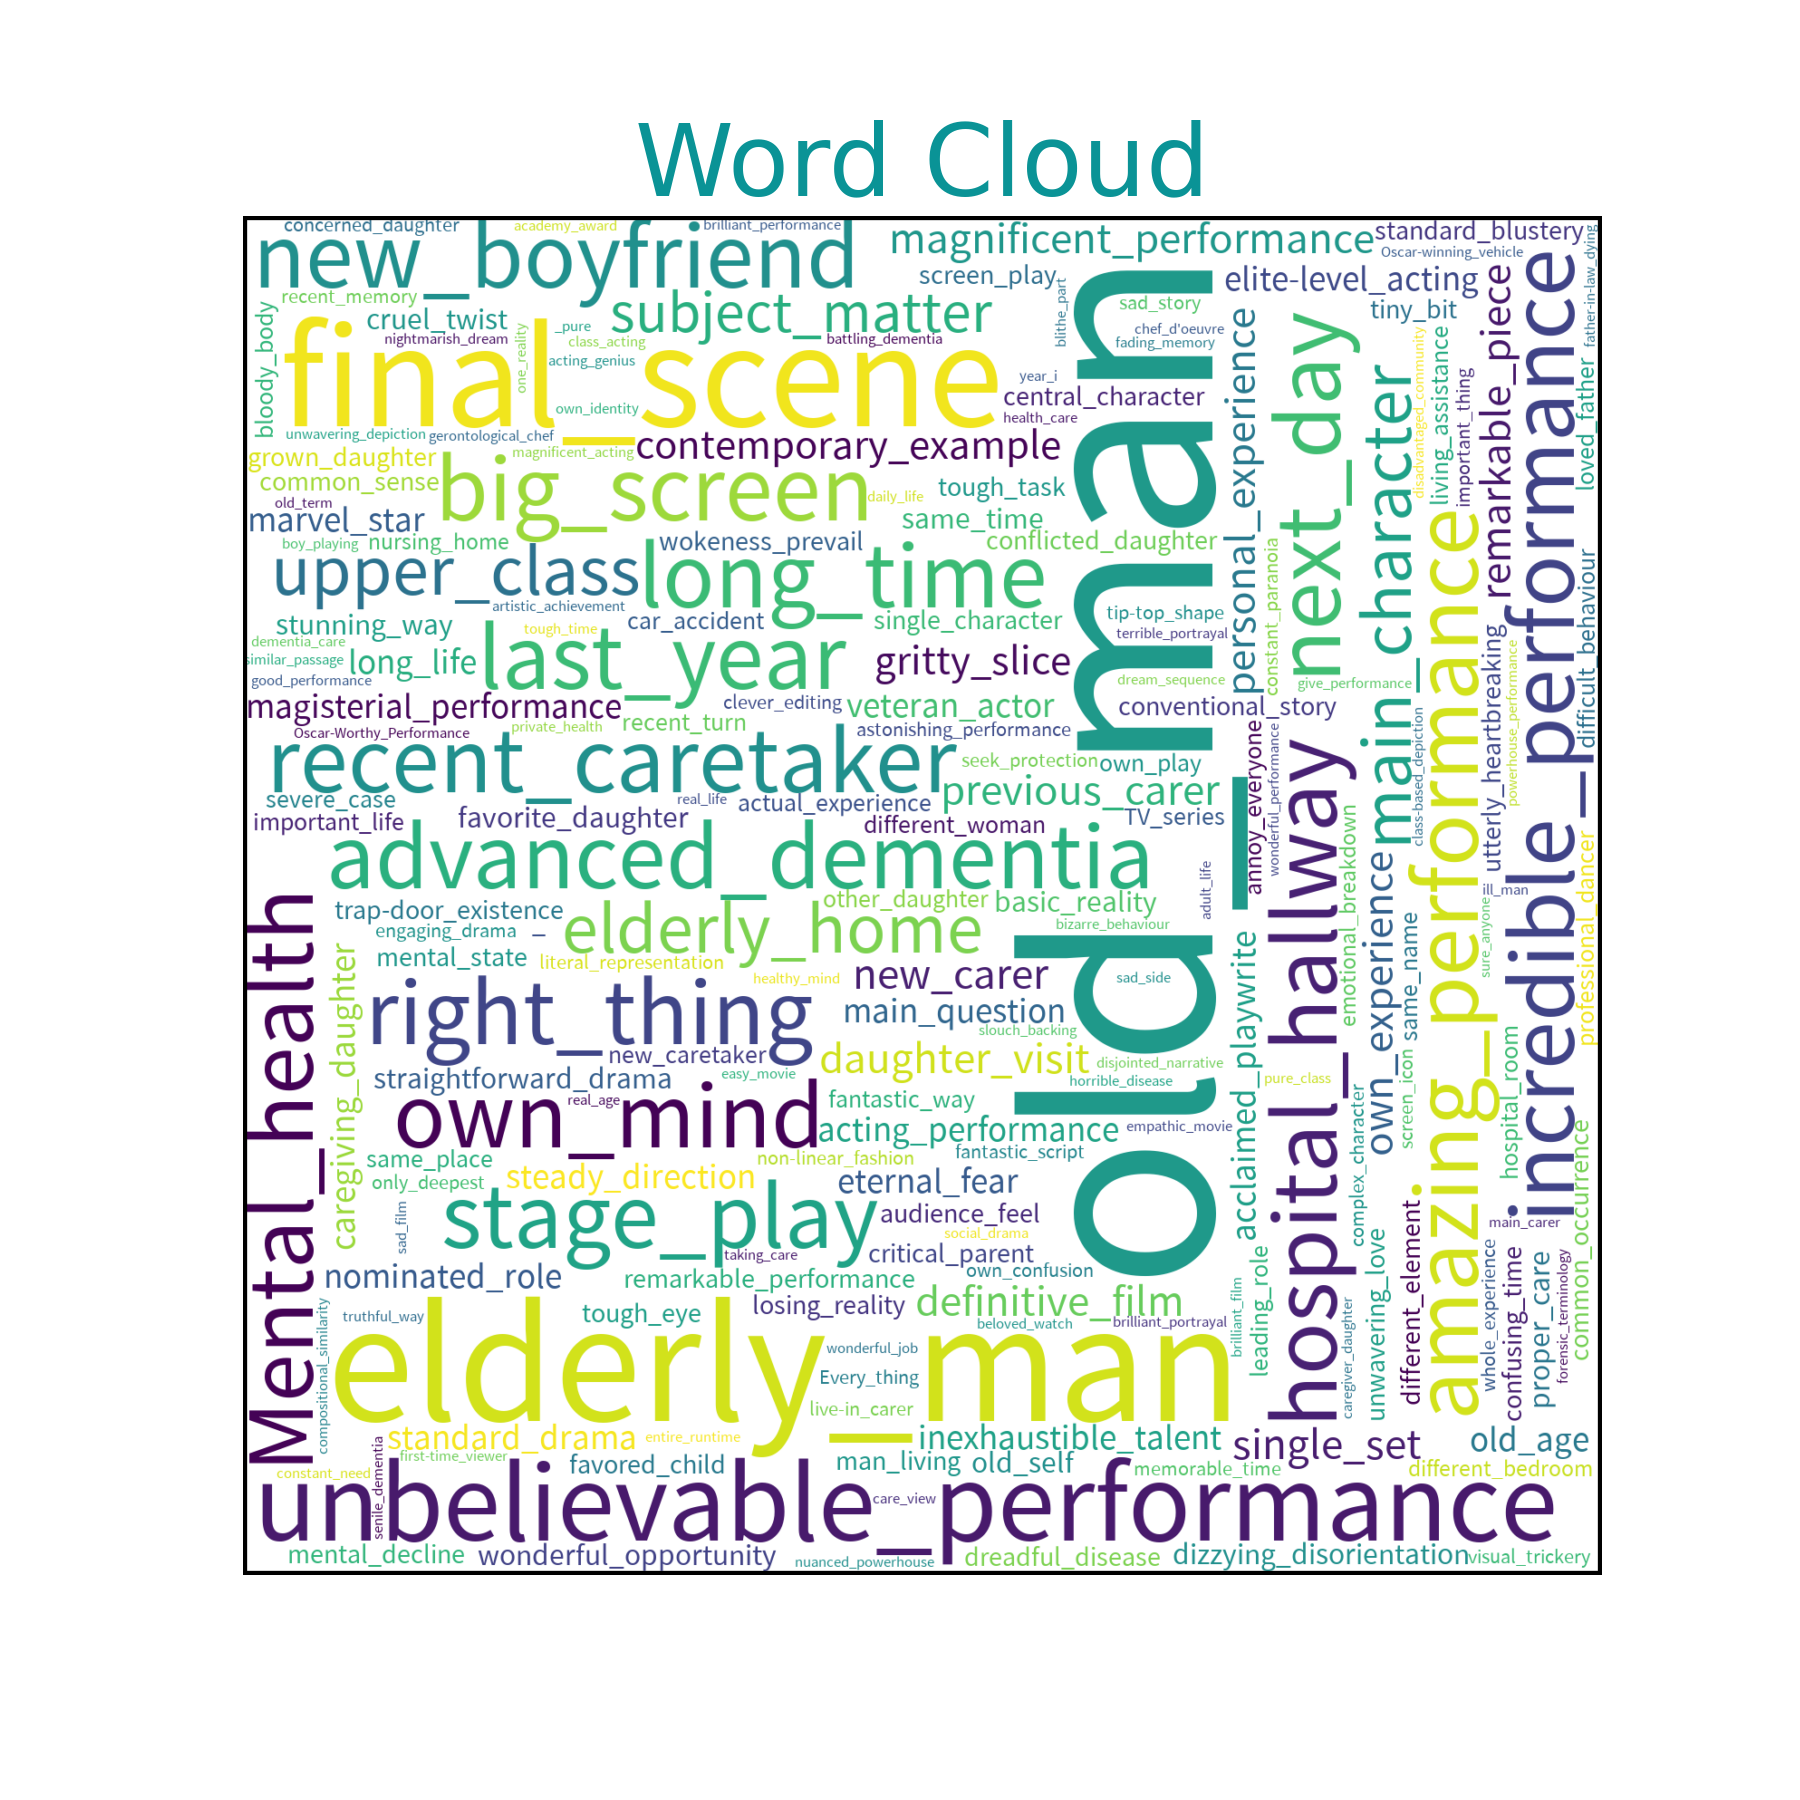 Word Cloud
concerned_daughter
academy_award
brilliant_performance
new_boyfriend
magnificent_performance
standard_blustery
Oscar-winning_vehicle
father-in-law_dying
screen_play
elite-level_acting
recent_memory
blithe_part
sad_story
tiny_bit
cruel_twist
subject_matter
_pure
chef_d'oeuvre
nightmarish_dream
one_reality
class_acting
battling_dementia
fading_memory
bloody_body
final_scene
acting_genius
year_i
own_identity
central_character
health_care
unwavering_depiction
gerontological_chef
magnificent_acting
contemporary_example
grown_daughter
common_sense
big_screen
daily_life
tough_task
old_term
marvel_star
same_time
boy_playing
nursing_home
wokeness_prevail
conflicted_daughter
upper_class
long_time
artistic_achievement
car_accident
single_character
tip-top_shape
terrible_portrayal
stunning_way
tough_time
dementia_care
similar_passage
long_life
last_year
gritty_slice
good_performance
dream_sequence
give_performance
magisterial_performance
clever_editing
veteran_actor
conventional_story
Oscar-Worthy_Performance
private_health
recent_turn
astonishing_performance
recent_caretaker
seek_protection
own_play
severe_case
real_life
actual_experience
previous_carer
important_life
favorite_daughter
different_woman
TV_series
advanced_dementia
adult_life
old_man
personal_experience
constant_paranoia
next_day
main_character
disadvantaged_community
living_assistance
important_thing
remarkable_piece
incredible_performance
loved_father
difficult_behaviour
annoy_everyone
wonderful_performance
hospital_hallway
class-based_depiction
amazing_performance
utterly_heartbreaking
powerhouse_performance
professional_dancer
emotional_breakdown
own_experience
same_name
ill_man
sure_anyone
trap-door_existence
other_daughter
basic_reality
engaging_drama
_
elderly_home
bizarre_behaviour
mental_state
literal_representation
healthy_mind
new_carer
sad_side
Mental_health
caregiving_daughter
right_thing
main_question
slouch_backing
new_caretaker
daughter_visit
disjointed_narrative
acclaimed_playwrite
straightforward_drama
easy_movie
horrible_disease
pure_class
real_age
own_mind
fantastic_way
acting_performance
empathic_movie
screen_icon
hospital_room
complex_character
same_place
non-linear_fashion
fantastic_script
only_deepest
steady_direction
eternal_fear
common_occurrence
sad_film
stage_play
audience_feel
social_drama
main_carer
taking_care
critical_parent
nominated_role
remarkable_performance
own_confusion
leading_role
unwavering_love
different_element
whole_experience
confusing_time
proper_care
forensic_terminology
compositional_similarity
truthful_way
tough_eye
losing_reality
definitive_film
beloved_watch
brilliant_portrayal
brilliant_film
caregiver_daughter
elderly_man
wonderful_job
Every_thing
live-in_carer
standard_drama
entire_runtime
inexhaustible_talent
single_set
old_age
first-time_viewer
constant_need
senile_dementia
favored_child
man_living
old_self
memorable_time
different_bedroom
unbelievable_performance
care_view
mental_decline
wonderful_opportunity
nuanced_powerhouse
dreadful_disease
dizzying_disorientation
visual_trickery